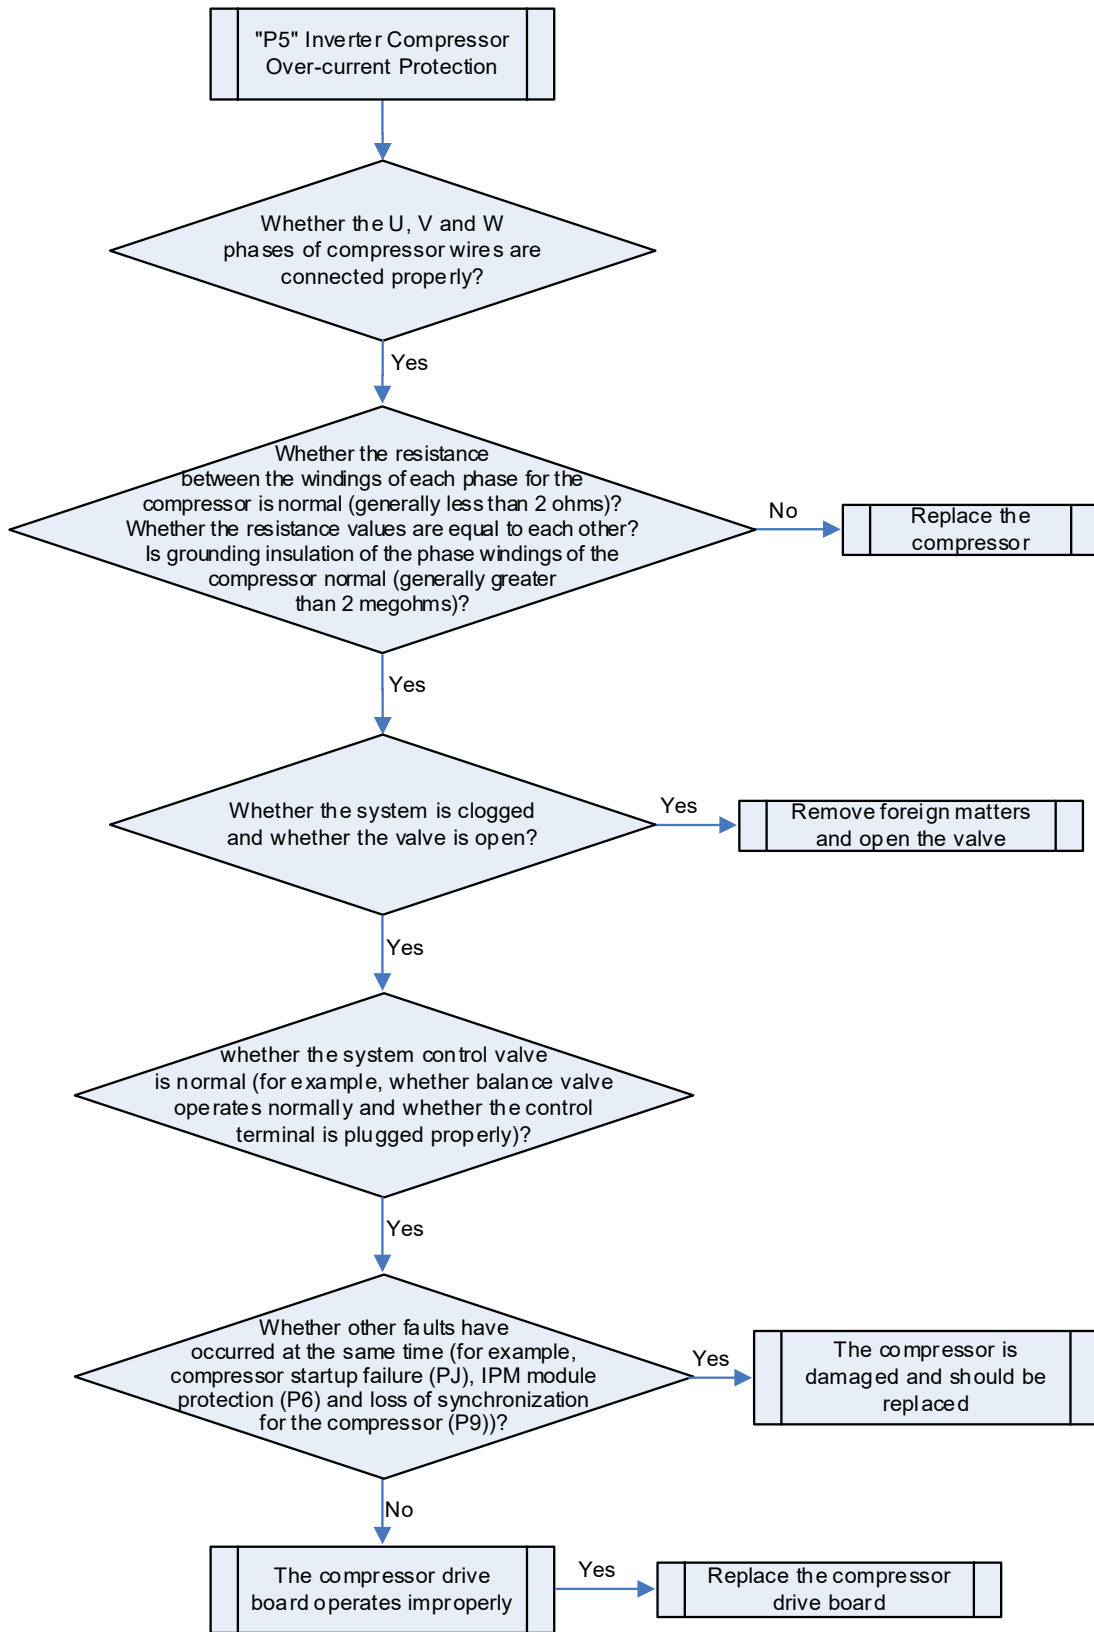 "P5" Inverter Compressor
Over-current Protection
Whether the U, V and W
phases of compressor wires are
connected properly?
Yes
Whether the resistance
between the windings of each phase for the
compressor is normal (generally less than 2 ohms)?
Whether the resistance values are equal to each other?
Is grounding insulation of the phase windings of the
compressor normal (generally greater
than 2 megohms)?
No
Replace the
compressor
Yes
Whether the system is clogged
and whether the valve is open?
Yes
Remove foreign matters
and open the valve
Yes
whether the system control valve
is normal (for example, whether balance valve
operates normally and whether the control
terminal is plugged properly)?
Yes
Whether other faults have
occurred at the same time (for example,
compressor startup failure (PJ), IPM module
protection (P6) and loss of synchronization
for the compressor (P9))?
Yes
The compressor is
damaged and should be
replaced
No
The compressor drive
board operates improperly
Yes
Replace the compressor
drive board